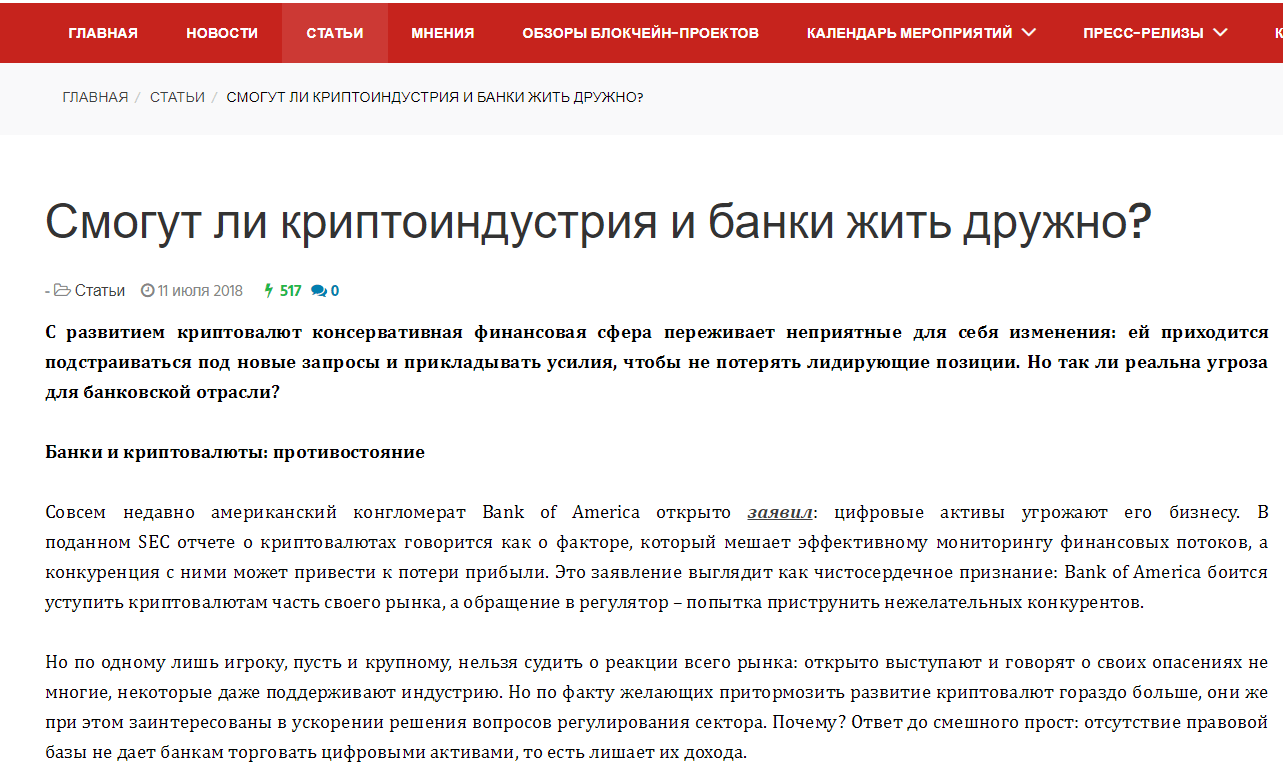 ГЛАВНАЯ НОВОСТИ СТАТЬИ МНЕНИЯ ОБЗОРЫ БЛОКЧЕЙН-ПРОЕКТОВ КАЛЕНДАРЬ МЕРОПРИЯТИЙ ПРЕСС-РЕЛИЗЫ
ГЛАВНАЯ / СТАТЬИ / СМОГУТ ЛИ КРИПТОИНДУСТРИЯ И БАНКИ ЖИТЬ ДРУЖНО?
Смогут ли криптоиндустрия и банки жить дружно?
- Статьи 11 июля 2018 517 0
С развитием криптовалют консервативная финансовая сфера переживает неприятные для себя изменения: ей приходится
подстраиваться под новые запросы и прикладывать усилия, чтобы не потерять лидирующие позиции. Но так ли реальна угроза
для банковской отрасли?
Банки и криптовалюты: противостояние
Совсем недавно американский конгломерат Bank of America открыто заявил: цифровые активы угрожают его бизнесу. В
поданном SEC отчете о криптовалютах говорится как о факторе, который мешает эффективному мониторингу финансовых потоков, а
конкуренция с ними может привести к потери прибыли. Это заявление выглядит как чистосердечное признание: Bank of America боится
уступить криптовалютам часть своего рынка, а обращение в регулятор – попытка приструнить нежелательных конкурентов.
Но по одному лишь игроку, пусть и крупному, нельзя судить о реакции всего рынка: открыто выступают и говорят о своих опасениях не
многие, некоторые даже поддерживают индустрию. Но по факту желающих притормозить развитие криптовалют гораздо больше, они же
при этом заинтересованы в ускорении решения вопросов регулирования сектора. Почему? Ответ до смешного прост: отсутствие правовой
базы не дает банкам торговать цифровыми активами, то есть лишает их дохода.